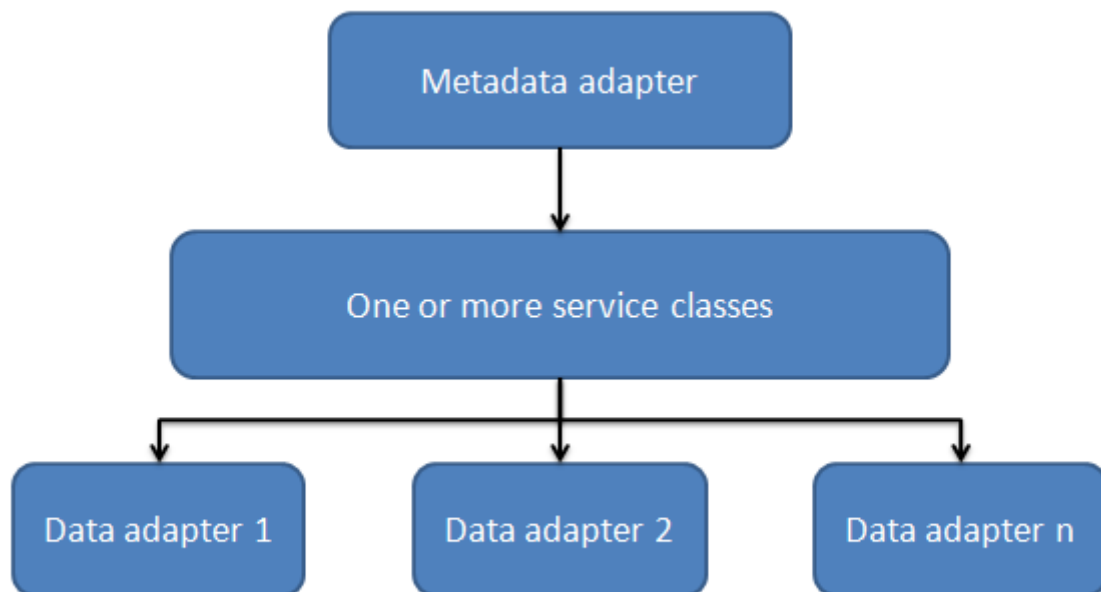 Metadata adapter
One or more service classes
Data adapter 1
Data adapter 2
Data adapter n